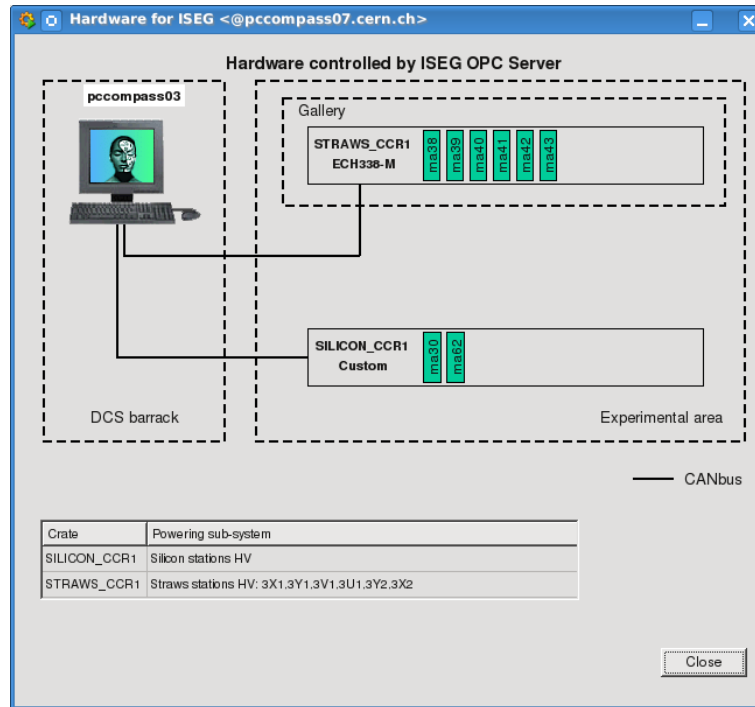 Hardware for ISEG <@pccompass07.cern.ch>
Hardware controlled by ISEG OPC Server
pccompass03
Gallery
STRAWS_CCR1
ECH338-M
ma38
ma39
ma40
ma41
ma42
ma43
SILICON_CCR1
Custom
ma30
ma62
DCS barrack
Experimental area
CANbus
Crate Powering sub-system
SILICON_CCR1 Silicon stations HV
STRAWS_CCR1 Straws stations HV: 3X1,3Y1,3V1,3U1,3Y2,3X2
Close